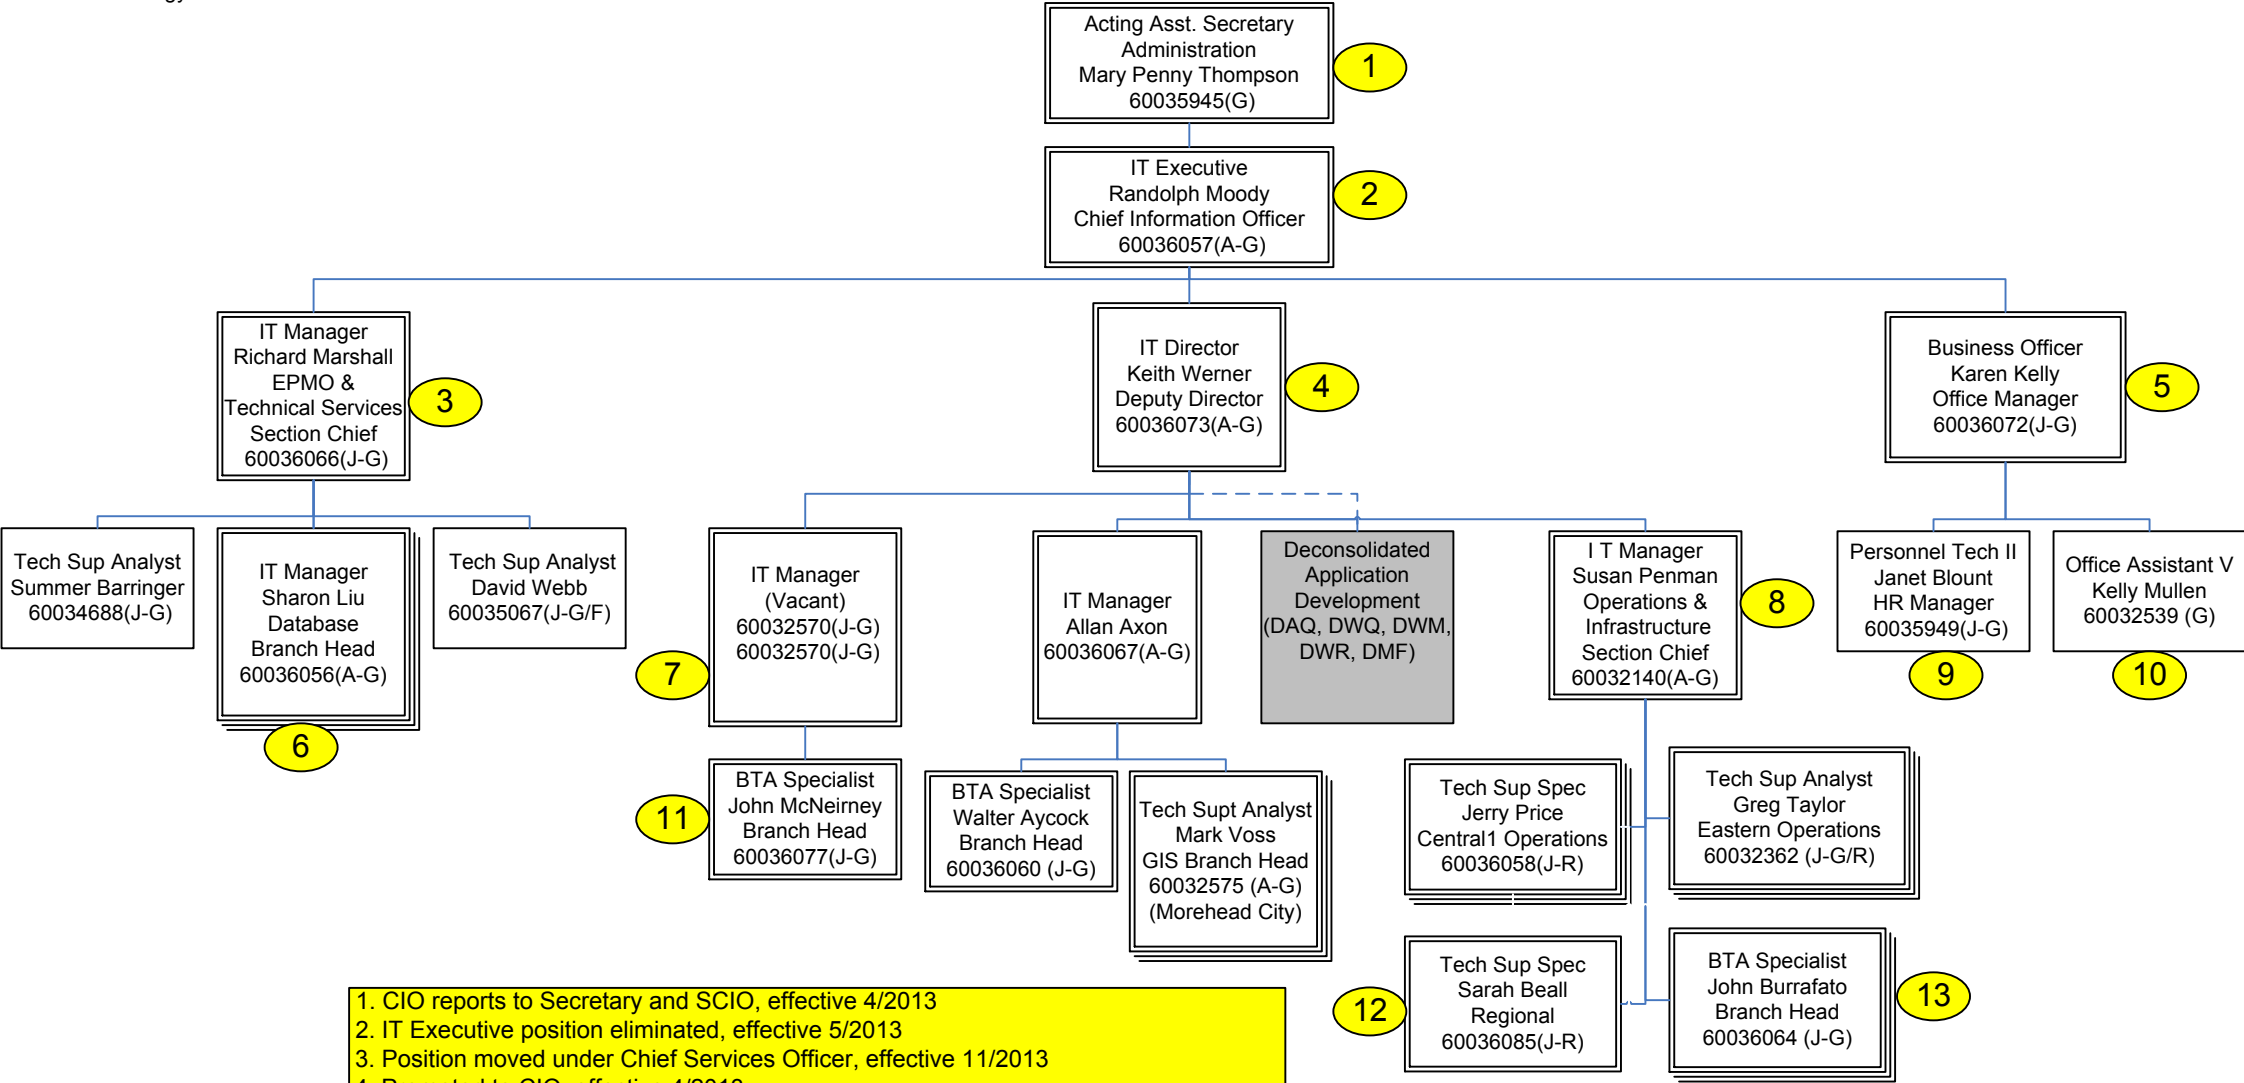 Acting Asst. Secretary
Administration
Mary Penny Thompson
60035945(G)
1
IT Executive
Randolph Moody
Chief Information Officer
60036057(A-G)
2
IT Manager
Richard Marshall
EPMO &
Technical Services
Section Chief
60036066(J-G)
3
IT Director
Keith Werner
Deputy Director
60036073(A-G)
4
Business Officer
Karen Kelly
Office Manager
60036072(J-G)
5
Tech Sup Analyst
Summer Barringer
60034688(J-G)
IT Manager
Sharon Liu
Database
Branch Head
60036056(A-G)
6
Tech Sup Analyst
David Webb
60035067(J-G/F)
IT Manager
(Vacant)
60032570(J-G)
60032570(J-G)
7
IT Manager
Allan Axon
60036067(A-G)
Deconsolidated
Application
Development
(DAQ, DWQ, DWM,
DWR, DMF)
I T Manager
Susan Penman
Operations &
Infrastructure
Section Chief
60032140(A-G)
8
Personnel Tech II
Janet Blount
HR Manager
60035949(J-G)
9
Office Assistant V
Kelly Mullen
60032539 (G)
10
11
BTA Specialist
John McNeirney
Branch Head
60036077(J-G)
BTA Specialist
Walter Aycock
Branch Head
60036060 (J-G)
Tech Supt Analyst
Mark Voss
GIS Branch Head
60032575 (A-G)
(Morehead City)
Tech Sup Spec
Jerry Price
Central1 Operations
60036058(J-R)
Tech Sup Analyst
Greg Taylor
Eastern Operations
60032362 (J-G/R)
12
Tech Sup Spec
Sarah Beall
Regional
60036085(J-R)
BTA Specialist
John Burrafato
Branch Head
60036064 (J-G)
13
1. CIO reports to Secretary and SCIO, effective 4/2013
2. IT Executive position eliminated, effective 5/2013
3. Position moved under Chief Services Officer, effective 11/2013